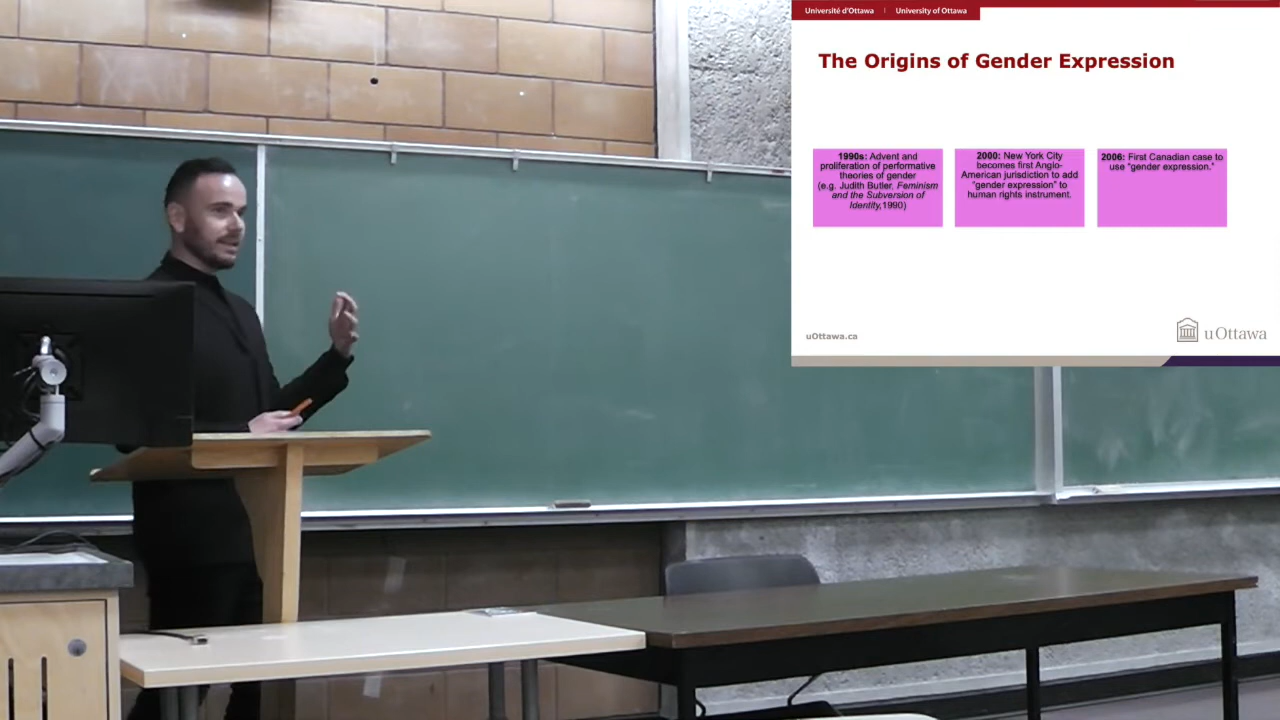 Université d'Ottawa | University of Ottawa
The Origins of Gender Expression
1990s: Advent and
proliferation of performative
theories of gender
(e.g. Judith Butler, Feminism
and the Subversion of
Identity,1990)
2000: New York City
becomes first Anglo-
American jurisdiction to add
“gender expression” to
human rights instrument.
2006: First Canadian case to
use “gender expression.”
uOttawa.ca
uOttawa